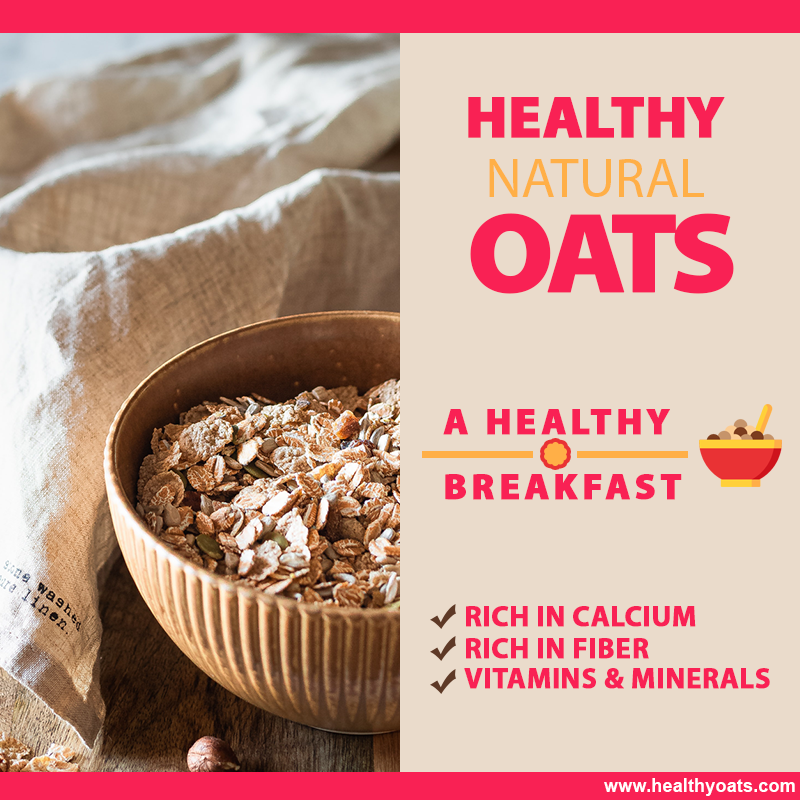 HEALTHY
NATURAL
OATS
A HEALTHY
BREAKFAST
RICH IN CALCIUM
RICH IN FIBER
VITAMINS & MINERALS
washed
linen.
www.healthyoats.com